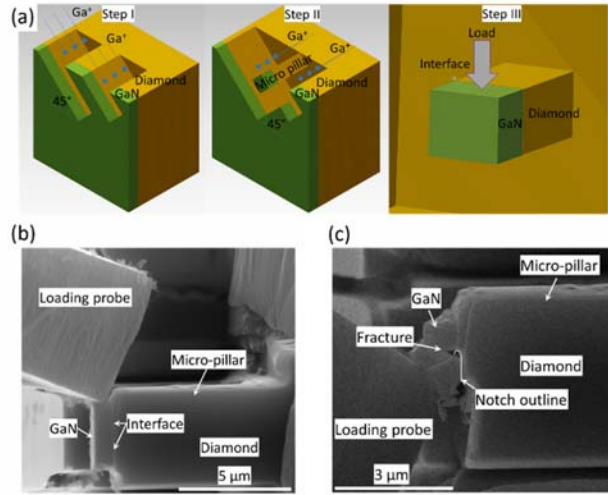 (a)
Step I
Ga⁺
Ga⁺
Diamond
GaN
45°
Step II
Ga⁺
Ga⁺
Micro pillar
Diamond
GaN
45°
Step III
Load
Interface
GaN
Diamond
(b)
Loading probe
Micro-pillar
GaN
Interface
Diamond
5 μm
(c)
Micro-pillar
GaN
Fracture
Diamond
Notch outline
Loading probe
3 μm